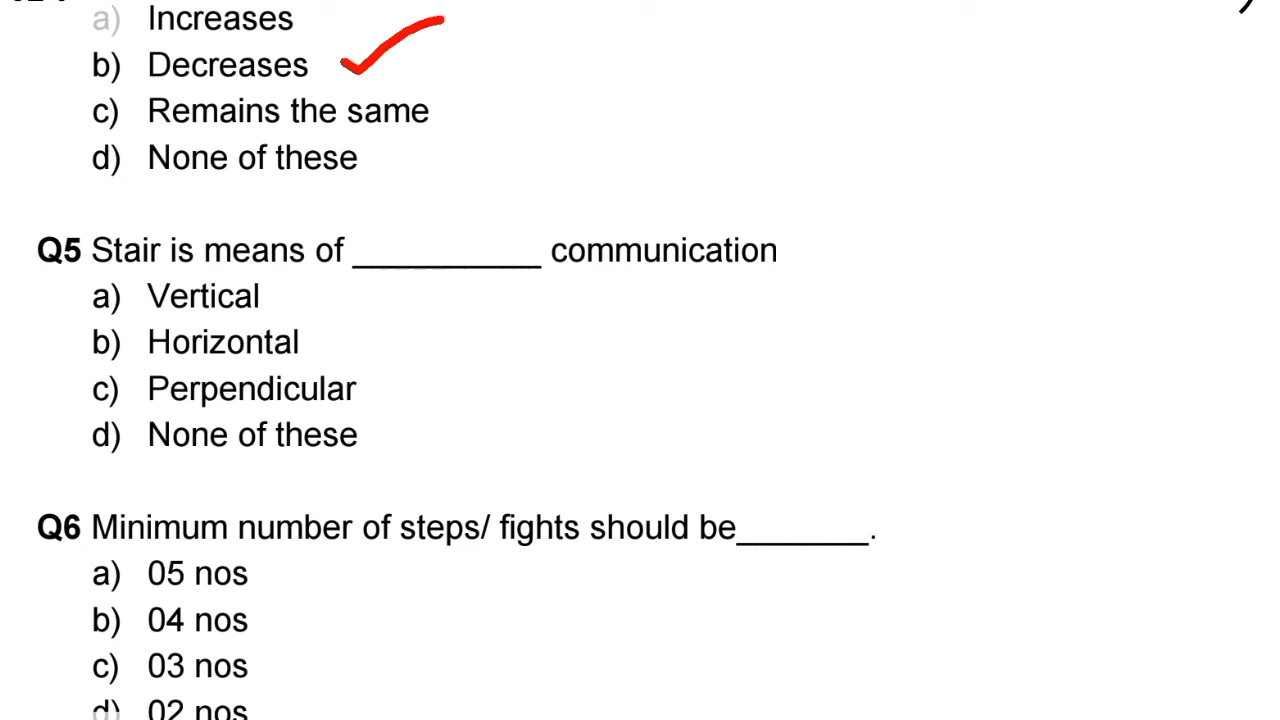 a) Increases
b) Decreases
c) Remains the same
d) None of these
Q5 Stair is means of __________ communication
a) Vertical
b) Horizontal
c) Perpendicular
d) None of these
Q6 Minimum number of steps/ fights should be_______.
a) 05 nos
b) 04 nos
c) 03 nos
d) 02 nos